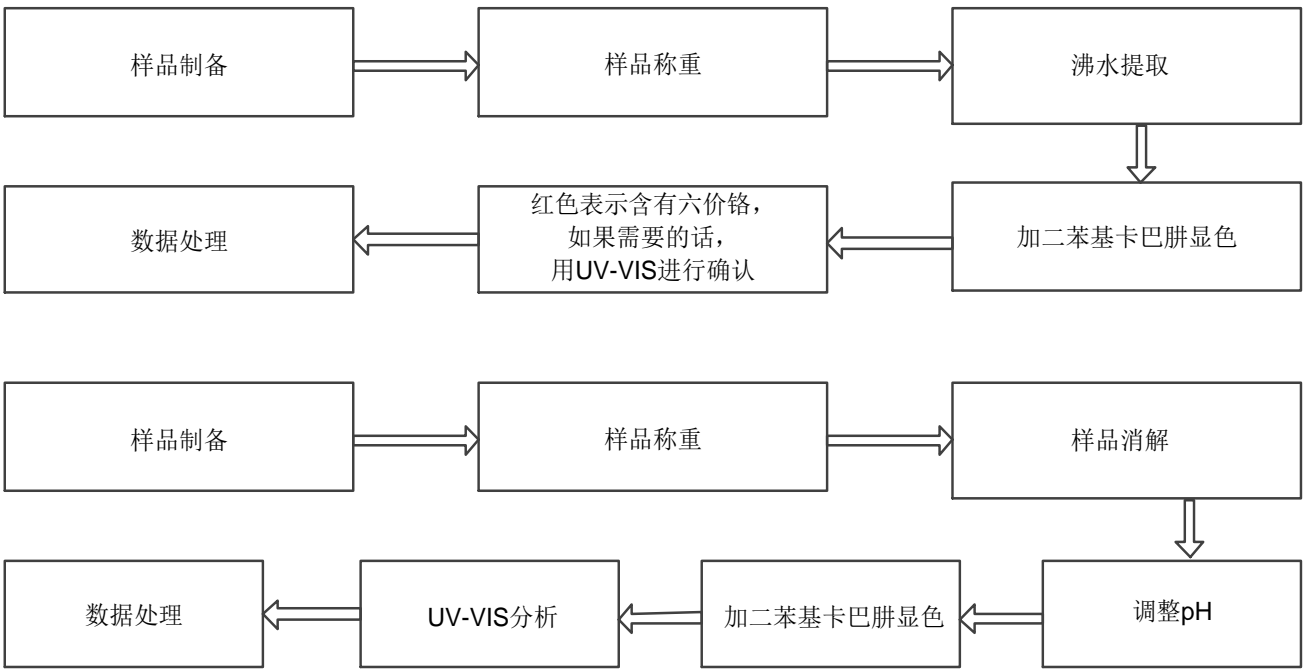 样品制备
样品称重
沸水提取
加二苯基卡巴肼显色
红色表示含有六价铬，
如果需要的话，
用UV-VIS进行确认
数据处理
样品制备
样品称重
样品消解
调整pH
加二苯基卡巴肼显色
UV-VIS分析
数据处理